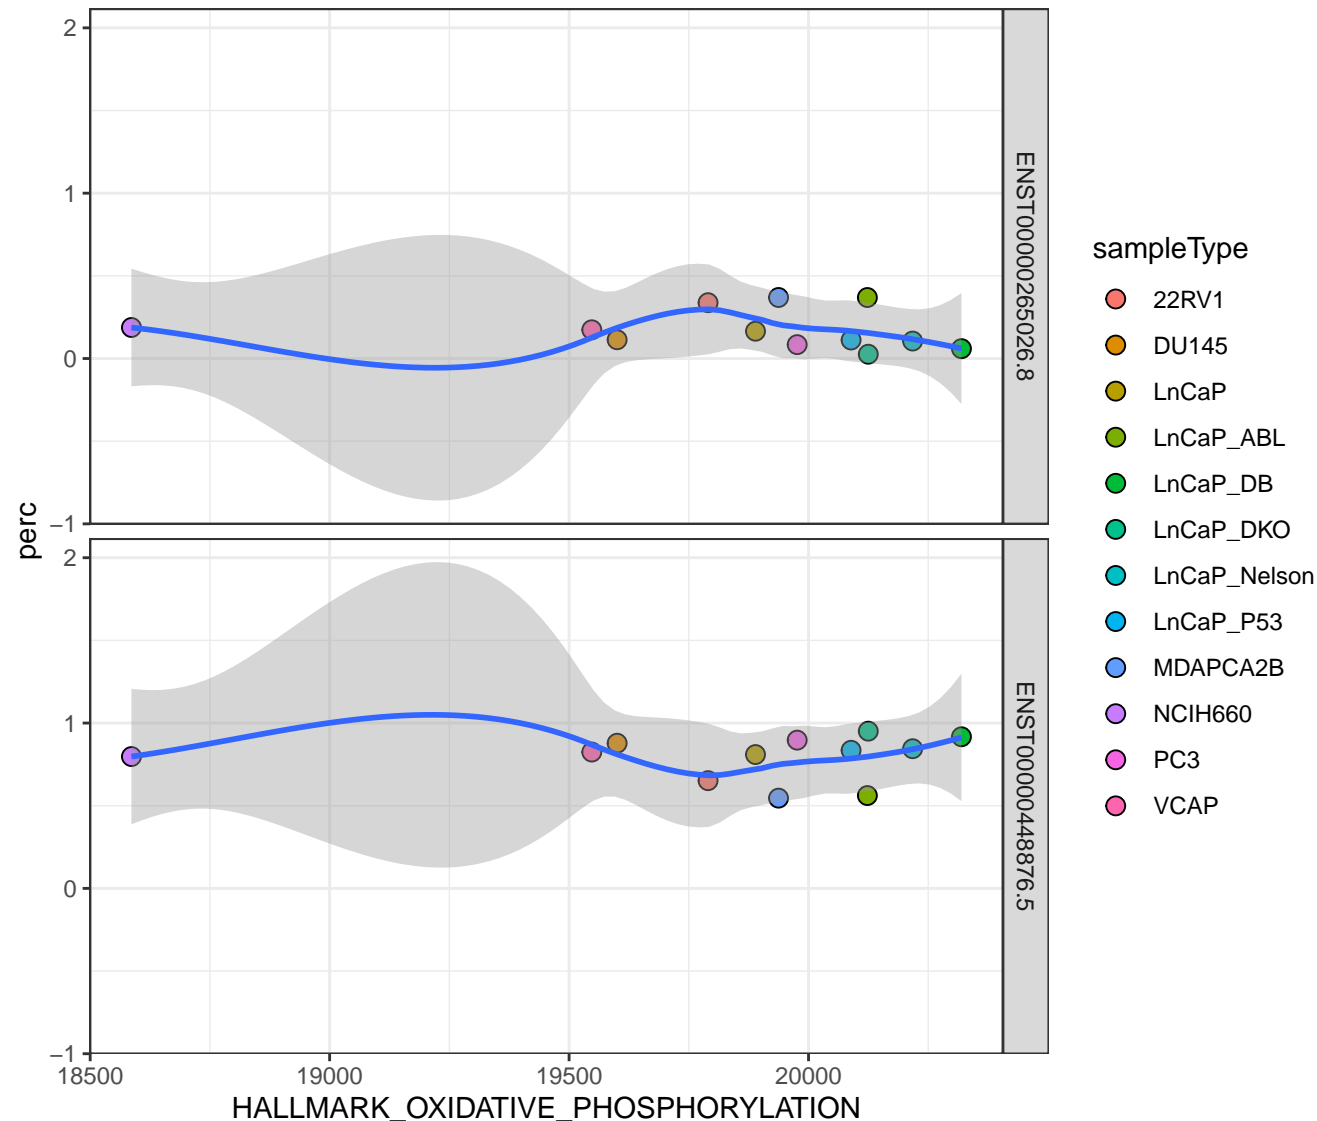 2
1
0
−1
ENST00000265026.8
2
1
0
−1
ENST00000448876.5
perc
18500
19000
19500
20000
HALLMARK_OXIDATIVE_PHOSPHORYLATION
sampleType
22RV1
DU145
LnCaP
LnCaP_ABL
LnCaP_DB
LnCaP_DKO
LnCaP_Nelson
LnCaP_P53
MDAPCA2B
NCIH660
PC3
VCAP